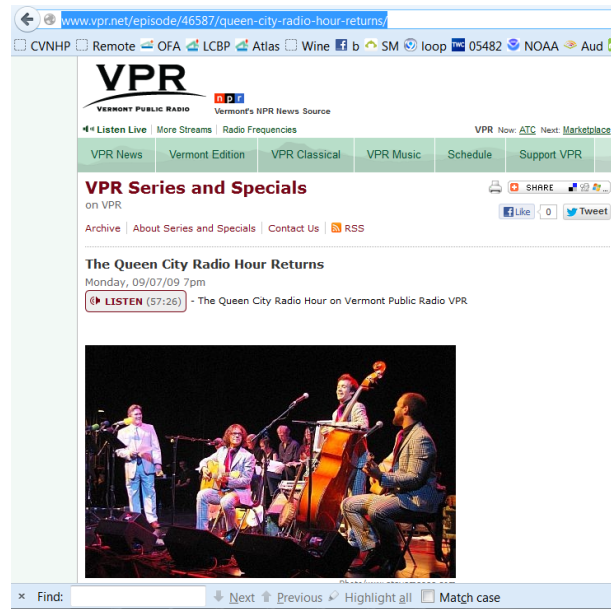 www.vpr.net/episode/46587/queen-city-radio-hour-returns/
CVNHP Remote OFA LCBP Atlas Wine b SM loop TWC 05482 NOAA Aud
VPR
VERMONT PUBLIC RADIO
n p r
Vermont's NPR News Source
Listen Live More Streams Radio Frequencies
VPR Now: ATC Next: Marketplace
VPR News Vermont Edition VPR Classical VPR Music Schedule Support VPR
VPR Series and Specials
SHARE ...
on VPR
Like 0 Tweet
Archive About Series and Specials Contact Us RSS
The Queen City Radio Hour Returns
Monday, 09/07/09 7pm
LISTEN (57:26) - The Queen City Radio Hour on Vermont Public Radio VPR
× Find: Next Previous Highlight all Match case